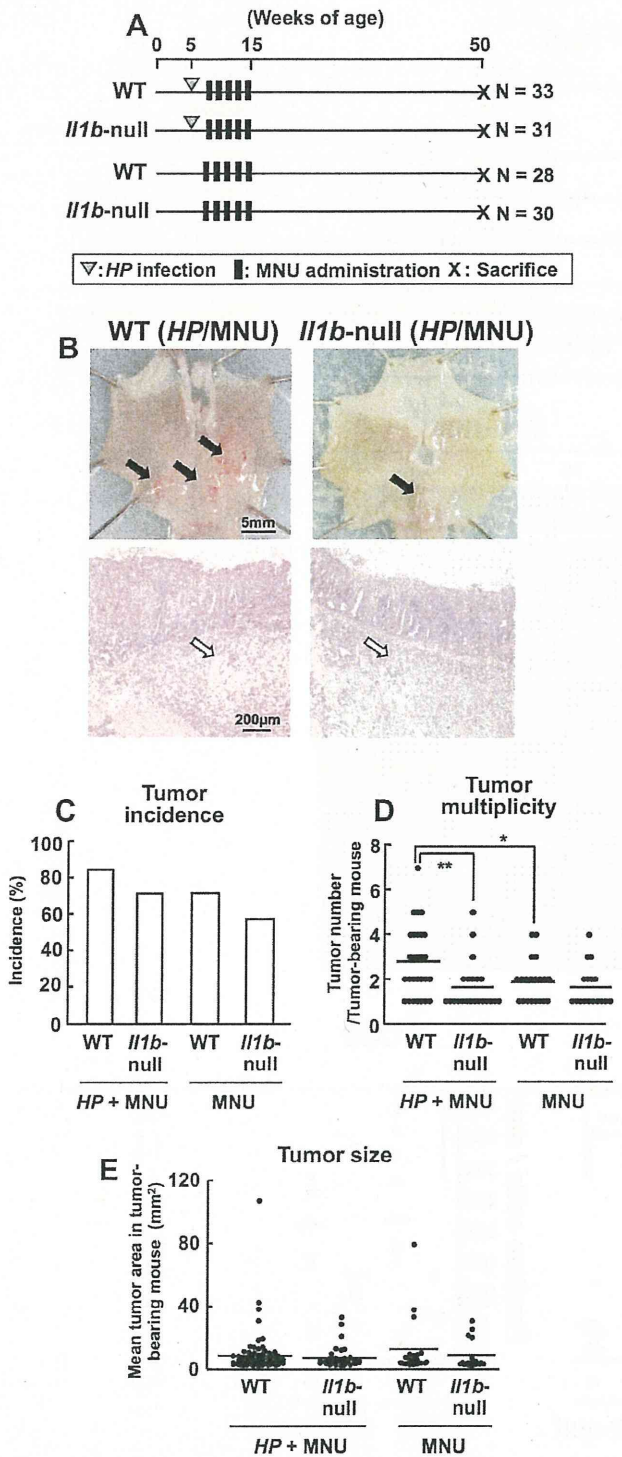 A
(Weeks of age)
0 5 15 50
WT N = 33
Il1b-null N = 31
WT N = 28
Il1b-null N = 30
:HP infection : MNU administration X : Sacrifice
WT (HP/MNU) Il1b-null (HP/MNU)
B
5mm
200μm
C
Tumor
incidence
Incidence (%)
100
80
60
40
20
0
WT Il1b-
null WT Il1b-
null
HP + MNU MNU
D
Tumor
multiplicity
Tumor number
/Tumor-bearing mouse
8
6
4
2
0
**
*
WT Il1b-
null WT Il1b-
null
HP + MNU MNU
E
Tumor size
Mean tumor area in tumor-
bearing mouse (mm²)
120
80
40
0
WT Il1b-
null WT Il1b-
null
HP + MNU MNU